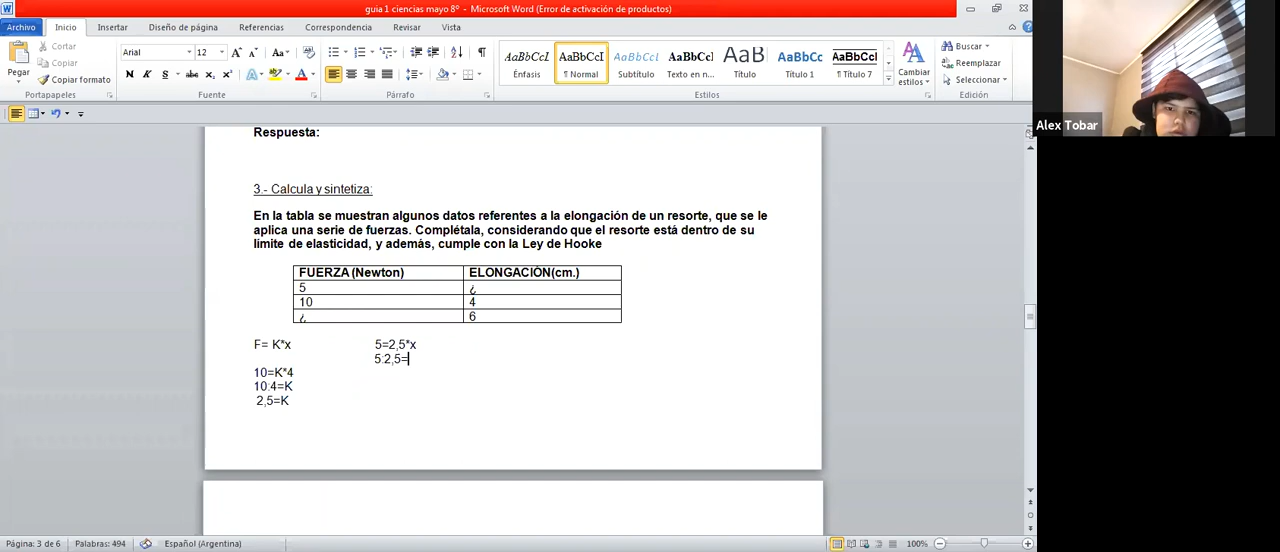 guia 1 ciencias mayo 8º - Microsoft Word (Error de activación de productos)
Archivo Inicio Insertar Diseño de página Referencias Correspondencia Revisar Vista
Pegar
Cortar
Copiar
Copiar formato
Portapapeles
Arial 12
N K S abc x₂ x²
Fuente
Párrafo
AaBbCcI AaBbCcI AaBbCcI AaBbCcI AaB AaBbCc AaBbCcI
Énfasis ¶ Normal Subtítulo Texto en n... Título Título 1 ¶ Título 7
Cambiar estilos
Estilos
Buscar
Reemplazar
Seleccionar
Edición
Alex Tobar
Respuesta:
3.- Calcula y sintetiza:
En la tabla se muestran algunos datos referentes a la elongación de un resorte, que se le
aplica una serie de fuerzas. Complétala, considerando que el resorte está dentro de su
límite de elasticidad, y además, cumple con la Ley de Hooke
FUERZA (Newton) ELONGACIÓN(cm.)
5 ¿
10 4
¿ 6
F= K*x 5=2,5*x
5:2,5=
10=K*4
10:4=K
2,5=K
Página: 3 de 6 Palabras: 494 Español (Argentina) 100%